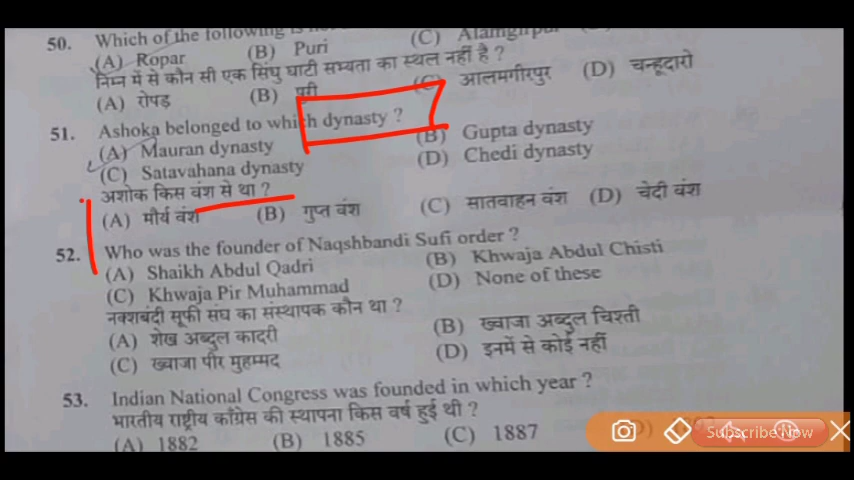 50. Which of the following is
(A) Ropar (B) Puri (C) Alamgirpur
निम्न में से कौन सी एक सिंधु घाटी सभ्यता का स्थल नहीं है ?
(A) रोपड़ (B) पुरी (C) आलमगीरपुर (D) चन्हूदारो
51. Ashoka belonged to which dynasty ?
(A) Mauran dynasty (B) Gupta dynasty
(C) Satavahana dynasty (D) Chedi dynasty
अशोक किस वंश से था ?
(A) मौर्य वंश (B) गुप्त वंश (C) सातवाहन वंश (D) चेदी वंश
52. Who was the founder of Naqshbandi Sufi order ?
(A) Shaikh Abdul Qadri (B) Khwaja Abdul Chisti
(C) Khwaja Pir Muhammad (D) None of these
नक्शबंदी सूफी संघ का संस्थापक कौन था ?
(A) शेख अब्दुल कादरी (B) ख्वाजा अब्दुल चिश्ती
(C) ख्वाजा पीर मुहम्मद (D) इनमें से कोई नहीं
53. Indian National Congress was founded in which year ?
भारतीय राष्ट्रीय काँग्रेस की स्थापना किस वर्ष हुई थी ?
(A) 1882 (B) 1885 (C) 1887
Subscribe Now